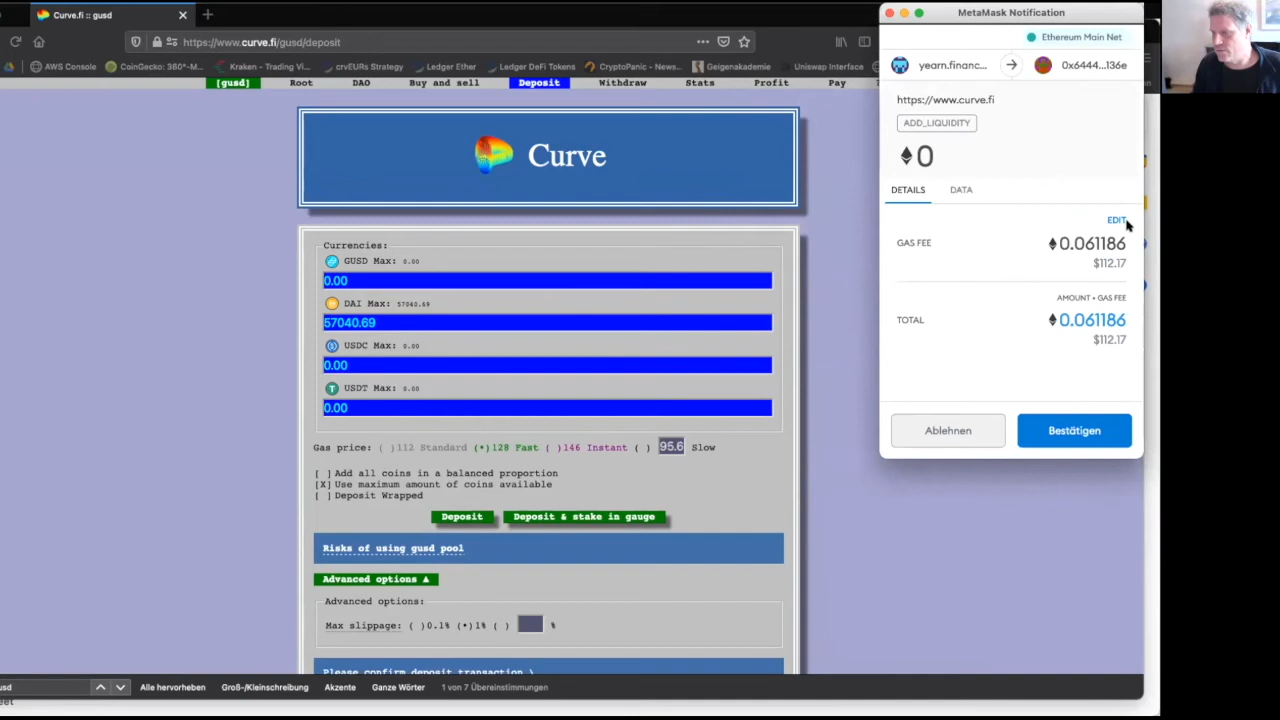 Curve.fi :: gusd
https://www.curve.fi/gusd/deposit
AWS Console
CoinGecko: 360°-M...
Kraken - Trading Vi...
crvEURs Strategy
Ledger Ether
Ledger DeFi Tokens
CryptoPanic - News...
Geigenakademie
Uniswap Interface
[gusd] Root DAO Buy and sell Deposit Withdraw Stats Profit Pay ?
Curve
Currencies:
GUSD Max: 0.00
0.00
DAI Max: 57040.69
57040.69
USDC Max: 0.00
0.00
USDT Max: 0.00
0.00
Gas price: ( )112 Standard (•)128 Fast ( )146 Instant ( ) 95.6 Slow
[ ] Add all coins in a balanced proportion
[X] Use maximum amount of coins available
[ ] Deposit Wrapped
Deposit
Deposit & stake in gauge
Risks of using gusd pool
Advanced options ▲
Advanced options:
Max slippage: ( )0.1% (•)1% ( ) %
Please confirm deposit transaction \
MetaMask Notification
Ethereum Main Net
yearn.financ...
0x6444...136e
https://www.curve.fi
ADD_LIQUIDITY
0
DETAILS DATA
EDIT
GAS FEE 0.061186
$112.17
AMOUNT + GAS FEE
TOTAL 0.061186
$112.17
Ablehnen Bestätigen
usd
Alle hervorheben Groß-/Kleinschreibung Akzente Ganze Wörter 1 von 7 Übereinstimmungen